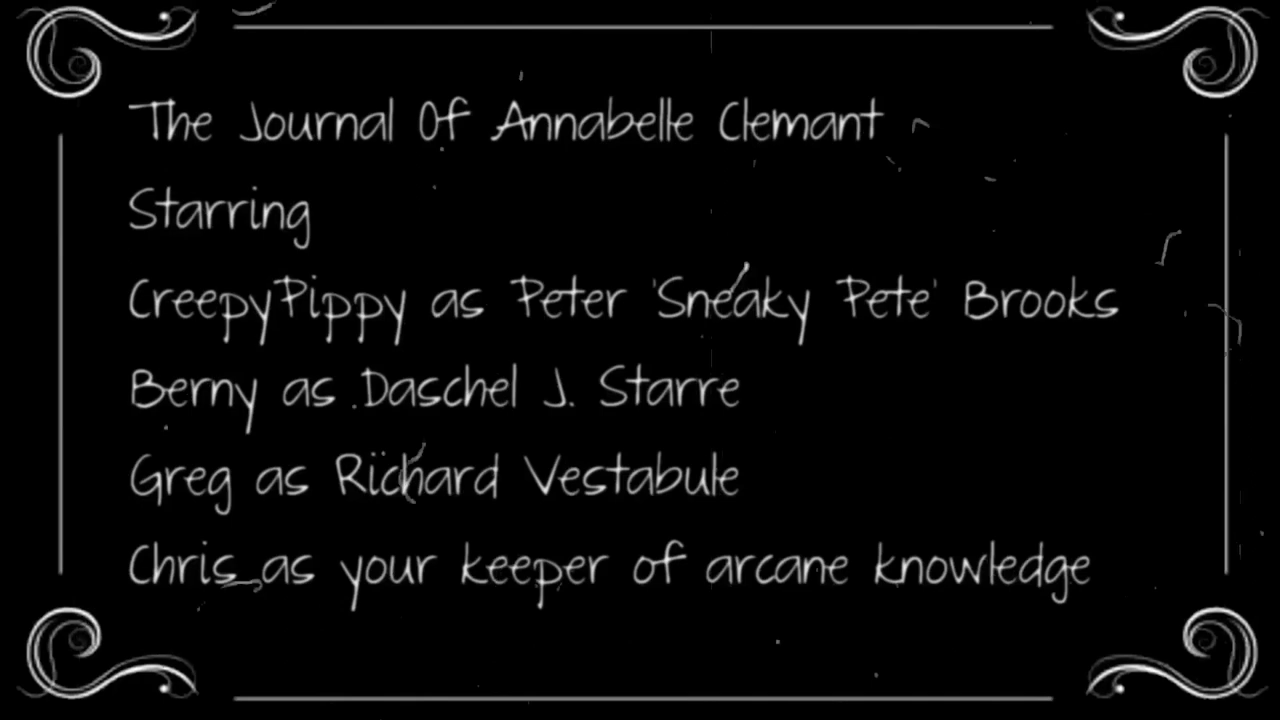 The Journal Of Annabelle Clemant
Starring
CreepyPippy as Peter 'Sneaky Pete' Brooks
Berny as Daschel J. Starre
Greg as Richard Vestabule
Chris as your keeper of arcane knowledge